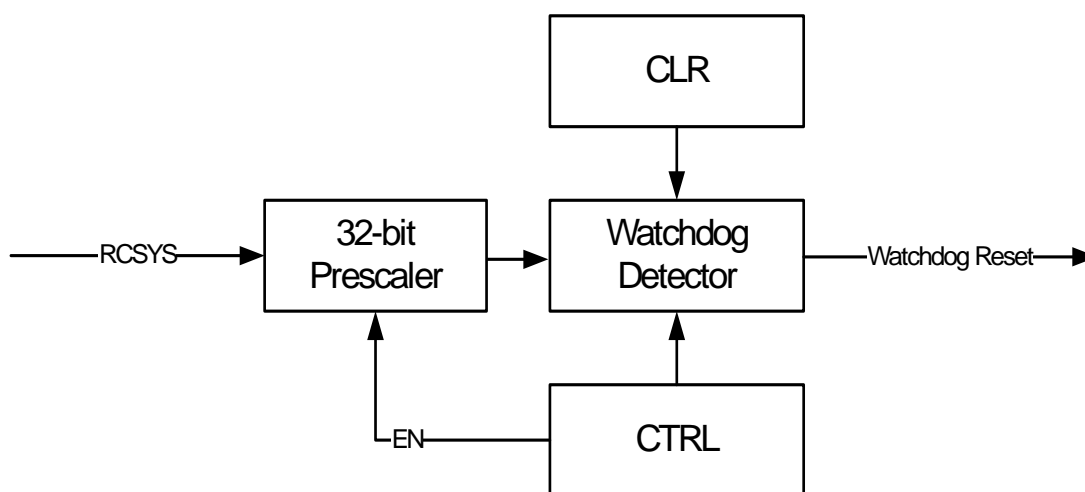 CLR
RCSYS
32-bit
Prescaler
Watchdog
Detector
Watchdog Reset
EN
CTRL